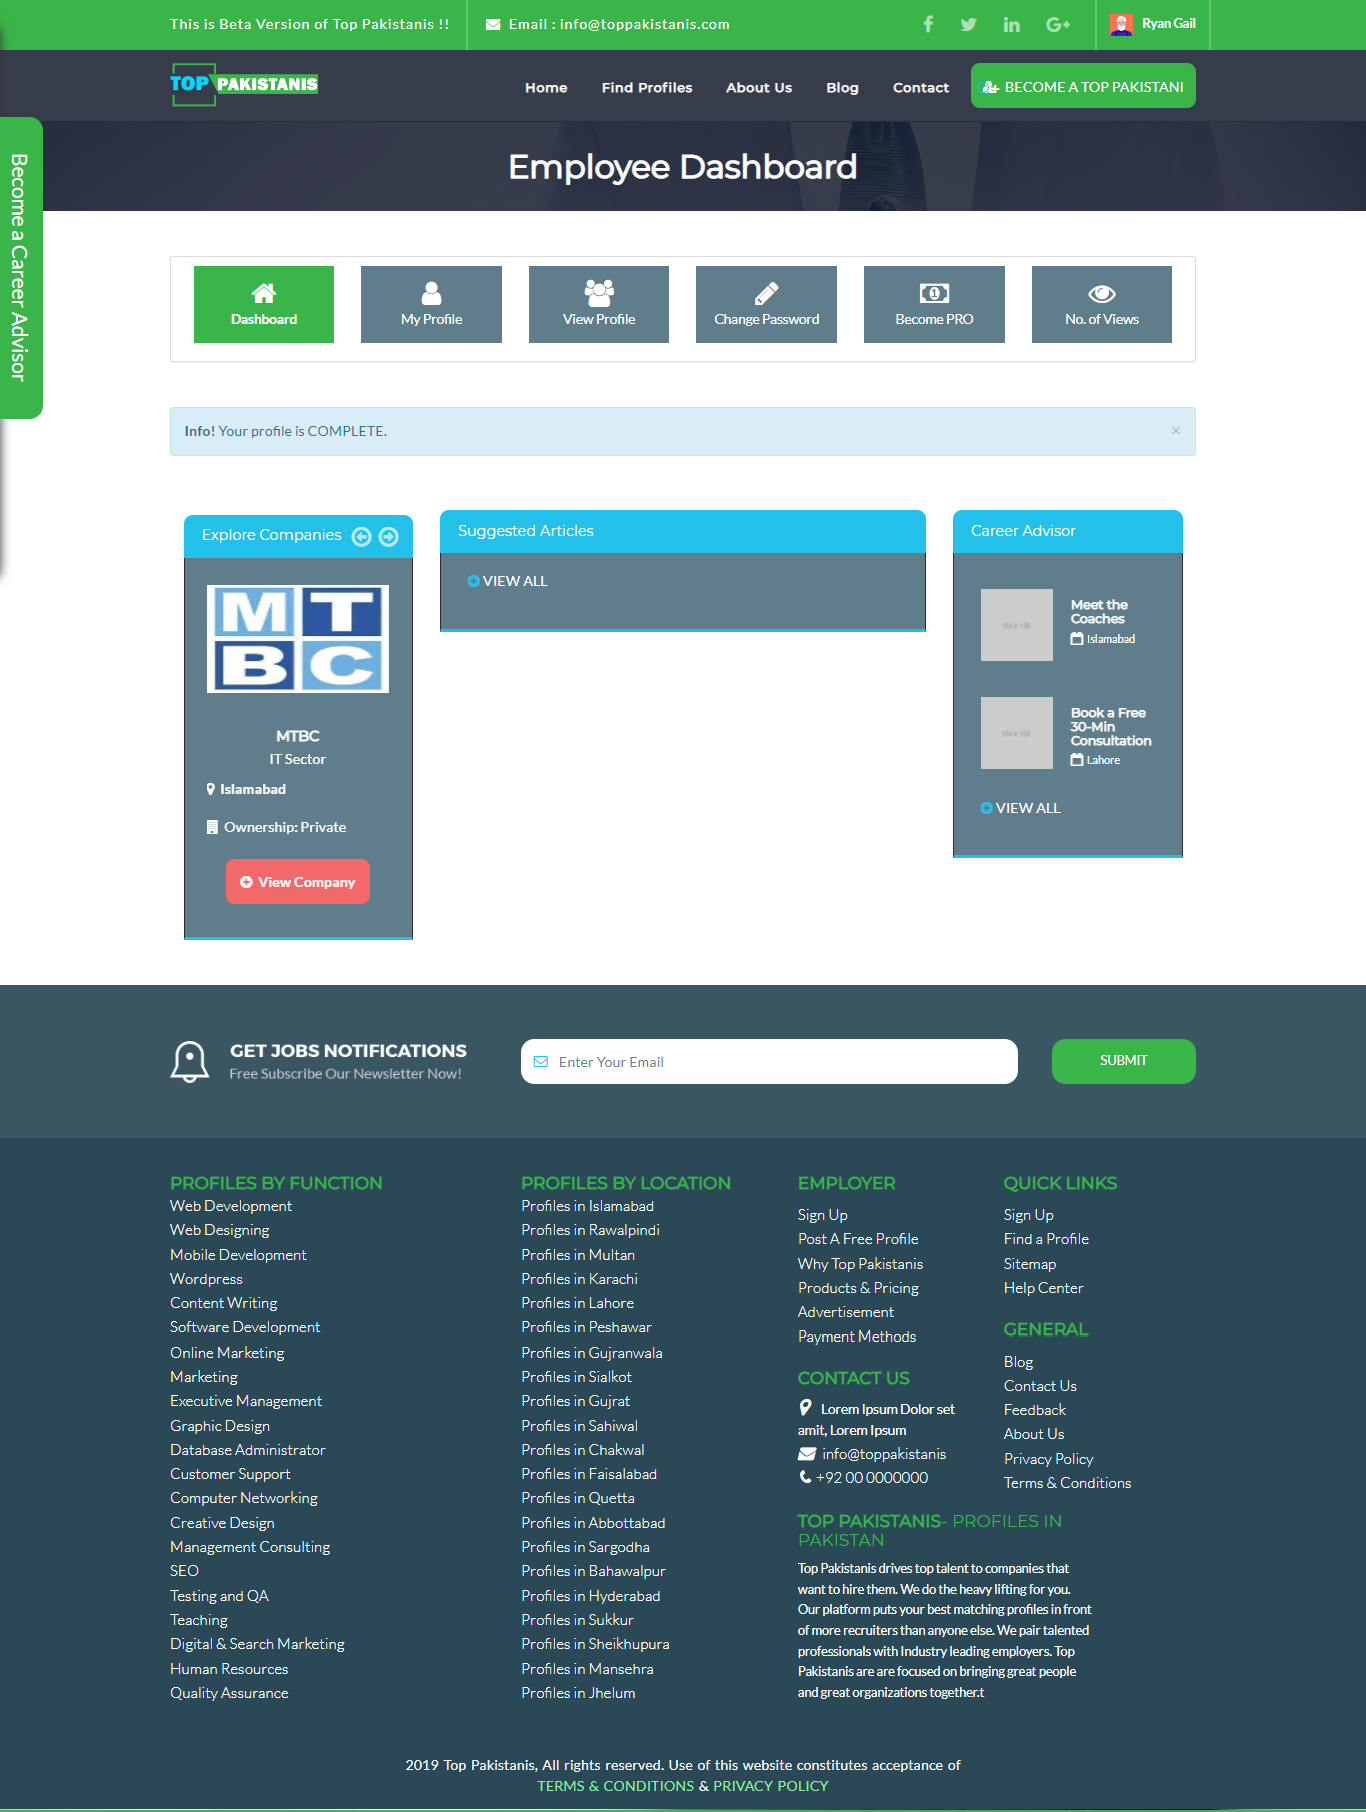 This is Beta Version of Top Pakistanis !!
Email : info@toppakistanis.com
Ryan Gail
TOP PAKISTANIS
Home
Find Profiles
About Us
Blog
Contact
BECOME A TOP PAKISTANI
Become a Career Advisor
Employee Dashboard
Dashboard
My Profile
View Profile
Change Password
Become PRO
No. of Views
Info! Your profile is COMPLETE.
×
Explore Companies
MTBC
MTBC
IT Sector
Islamabad
Ownership: Private
View Company
Suggested Articles
VIEW ALL
Career Advisor
150 x 150
Meet the
Coaches
Islamabad
150 x 150
Book a Free
30-Min
Consultation
Lahore
VIEW ALL
GET JOBS NOTIFICATIONS
Free Subscribe Our Newsletter Now!
Enter Your Email
SUBMIT
PROFILES BY FUNCTION
Web Development
Web Designing
Mobile Development
Wordpress
Content Writing
Software Development
Online Marketing
Marketing
Executive Management
Graphic Design
Database Administrator
Customer Support
Computer Networking
Creative Design
Management Consulting
SEO
Testing and QA
Teaching
Digital & Search Marketing
Human Resources
Quality Assurance
PROFILES BY LOCATION
Profiles in Islamabad
Profiles in Rawalpindi
Profiles in Multan
Profiles in Karachi
Profiles in Lahore
Profiles in Peshawar
Profiles in Gujranwala
Profiles in Sialkot
Profiles in Gujrat
Profiles in Sahiwal
Profiles in Chakwal
Profiles in Faisalabad
Profiles in Quetta
Profiles in Abbottabad
Profiles in Sargodha
Profiles in Bahawalpur
Profiles in Hyderabad
Profiles in Sukkur
Profiles in Sheikhupura
Profiles in Mansehra
Profiles in Jhelum
EMPLOYER
Sign Up
Post A Free Profile
Why Top Pakistanis
Products & Pricing
Advertisement
Payment Methods
CONTACT US
Lorem Ipsum Dolor set
amit, Lorem Ipsum
info@toppakistanis
+92 00 0000000
QUICK LINKS
Sign Up
Find a Profile
Sitemap
Help Center
GENERAL
Blog
Contact Us
Feedback
About Us
Privacy Policy
Terms & Conditions
TOP PAKISTANIS- PROFILES IN
PAKISTAN
Top Pakistanis drives top talent to companies that
want to hire them. We do the heavy lifting for you.
Our platform puts your best matching profiles in front
of more recruiters than anyone else. We pair talented
professionals with Industry leading employers. Top
Pakistanis are are focused on bringing great people
and great organizations together.t
2019 Top Pakistanis, All rights reserved. Use of this website constitutes acceptance of
TERMS & CONDITIONS & PRIVACY POLICY